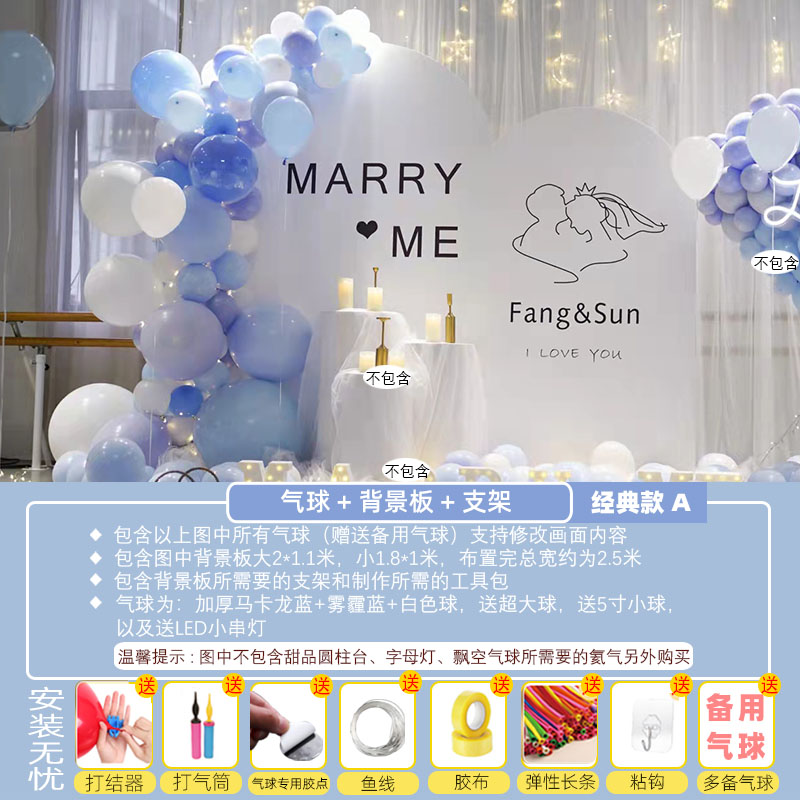 MARRY
❤ ME
Fang&Sun
I LOVE YOU
不包含
不包含
不包含
气球 + 背景板 + 支架
经典款 A
◆ 包含以上图中所有气球（赠送备用气球）支持修改画面内容
◆ 包含图中背景板大2*1.1米，小1.8*1米，布置完总宽约为2.5米
◆ 包含背景板所需要的支架和制作所需的工具包
◆ 气球为：加厚马卡龙蓝+雾霾蓝+白色球，送超大球，送5寸小球，
以及送LED小串灯
温馨提示：图中不包含甜品圆柱台、字母灯、飘空气球所需要的氦气另外购买
安装无忧
送 送 送 送 送 送 送 送
备用
气球
打结器 打气筒 气球专用胶点 鱼线 胶布 弹性长条 粘钩 多备气球